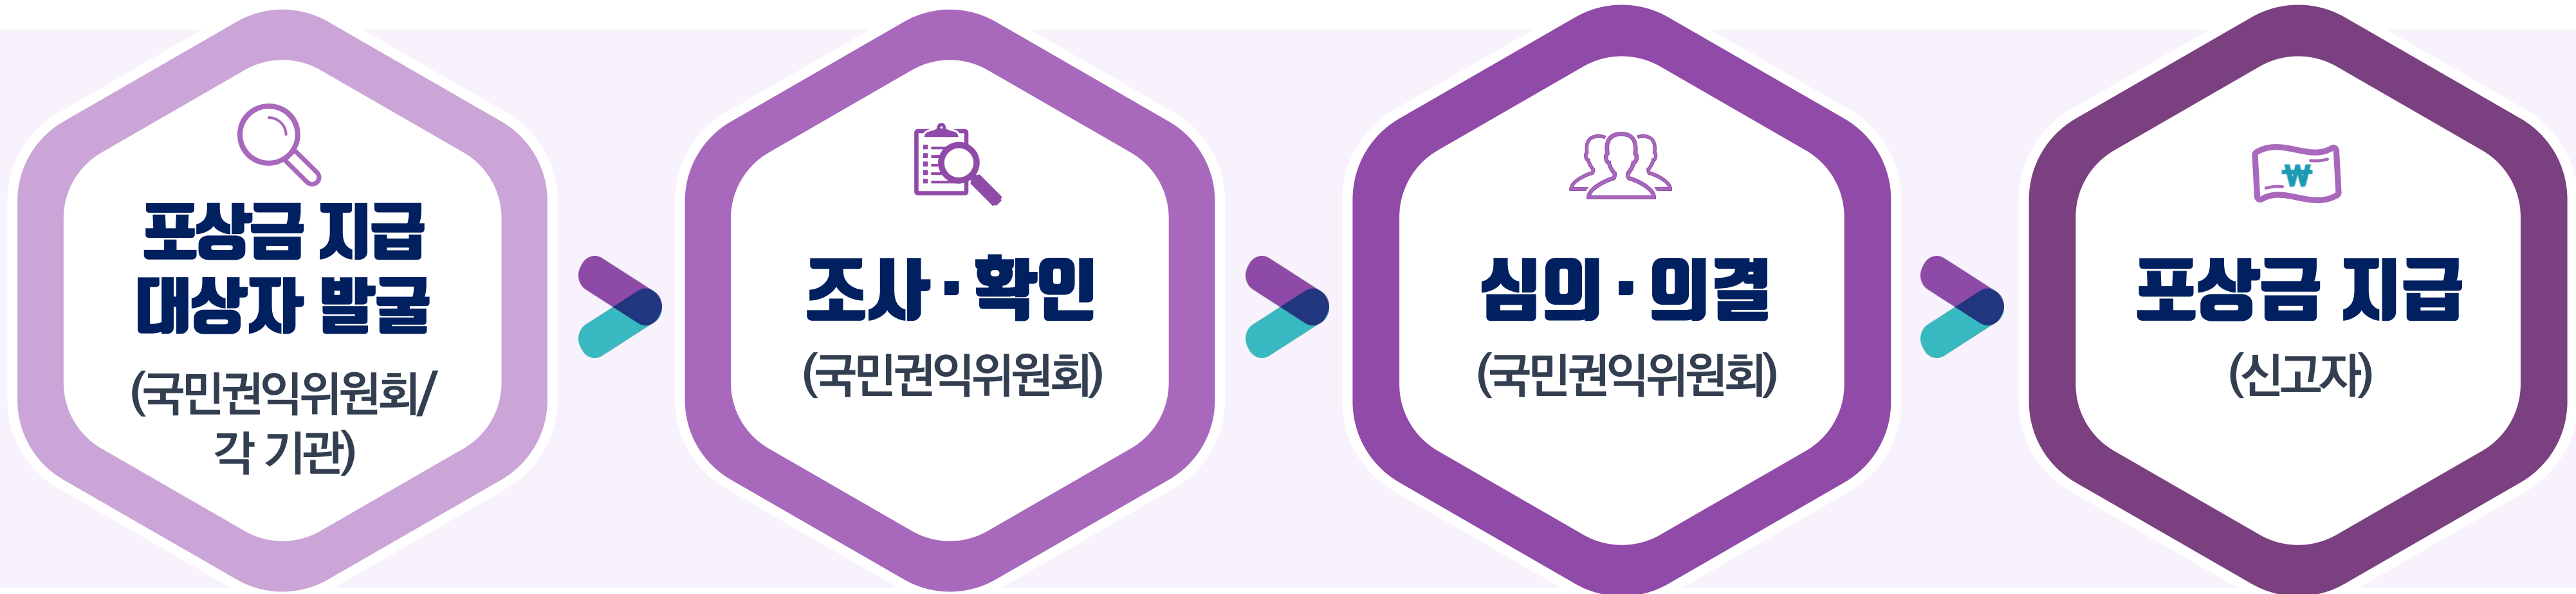 포상금 지급
대상자 발굴
(국민권익위원회/
각 기관)
조사·확인
(국민권익위원회)
심의·의결
(국민권익위원회)
₩
포상금 지급
(신고자)